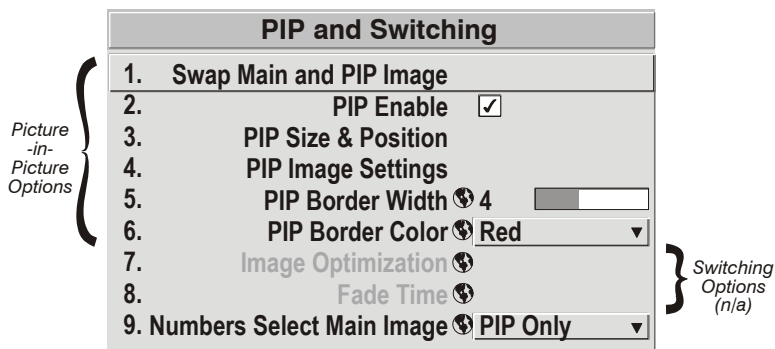 PIP and Switching
1. Swap Main and PIP Image
2. PIP Enable
3. PIP Size & Position
4. PIP Image Settings
5. PIP Border Width 4
6. PIP Border Color Red
7. Image Optimization
8. Fade Time
9. Numbers Select Main Image PIP Only
Picture
-in-
Picture
Options
Switching
Options
(n/a)